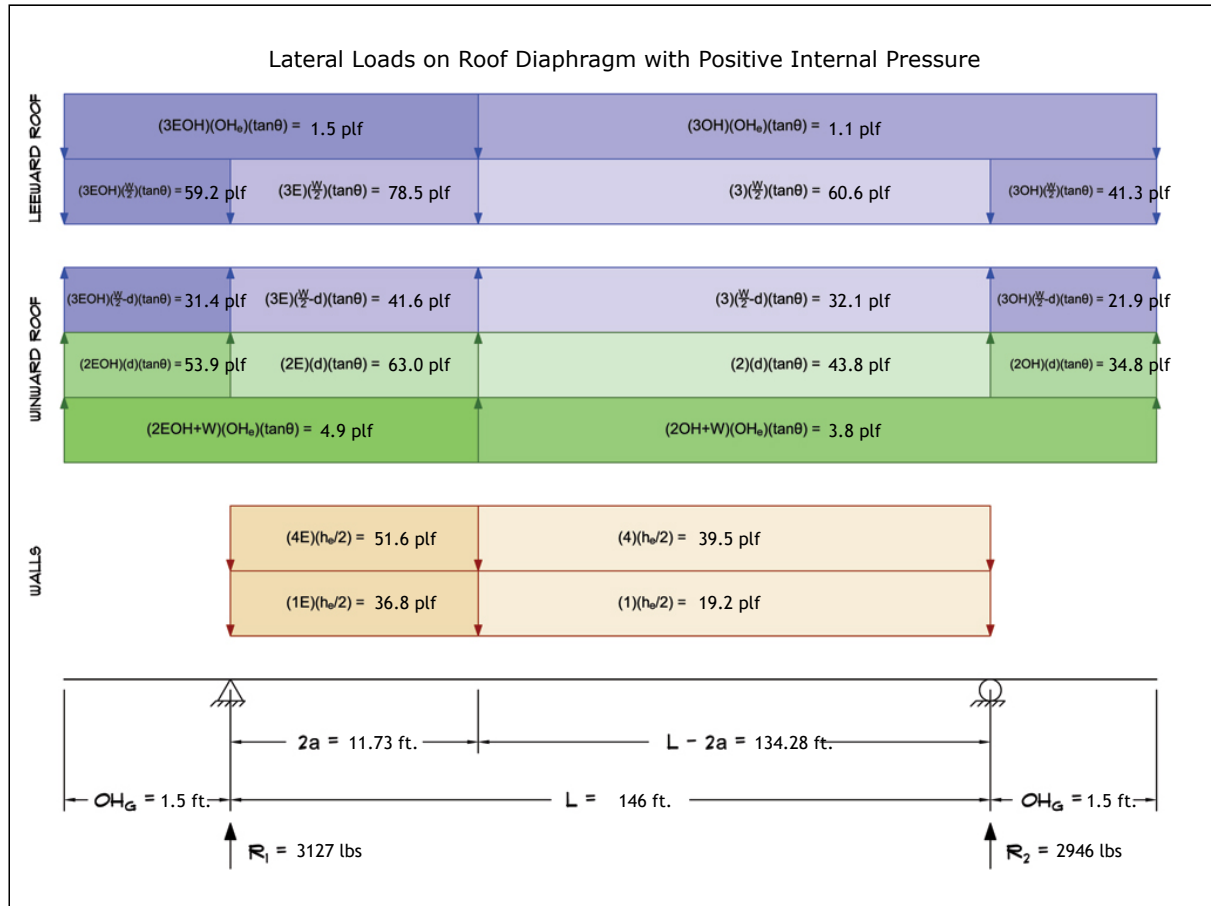 Lateral Loads on Roof Diaphragm with Positive Internal Pressure
LEEWARD ROOF
(3EOH)(OHₑ)(tanθ) = 1.5 plf
(3OH)(OHₑ)(tanθ) = 1.1 plf
(3EOH)(W/2)(tanθ) = 59.2 plf
(3E)(W/2)(tanθ) = 78.5 plf
(3)(W/2)(tanθ) = 60.6 plf
(3OH)(W/2)(tanθ) = 41.3 plf
WINWARD ROOF
(3EOH)(W/2-d)(tanθ) = 31.4 plf
(3E)(W/2-d)(tanθ) = 41.6 plf
(3)(W/2-d)(tanθ) = 32.1 plf
(3OH)(W/2-d)(tanθ) = 21.9 plf
(2EOH)(d)(tanθ) = 53.9 plf
(2E)(d)(tanθ) = 63.0 plf
(2)(d)(tanθ) = 43.8 plf
(2OH)(d)(tanθ) = 34.8 plf
(2EOH+W)(OHₑ)(tanθ) = 4.9 plf
(2OH+W)(OHₑ)(tanθ) = 3.8 plf
WALLS
(4E)(hₑ/2) = 51.6 plf
(4)(hₑ/2) = 39.5 plf
(1E)(hₑ/2) = 36.8 plf
(1)(hₑ/2) = 19.2 plf
2a = 11.73 ft.
L - 2a = 134.28 ft.
OH_G = 1.5 ft.
L = 146 ft.
OH_G = 1.5 ft.
R₁ = 3127 lbs
R₂ = 2946 lbs